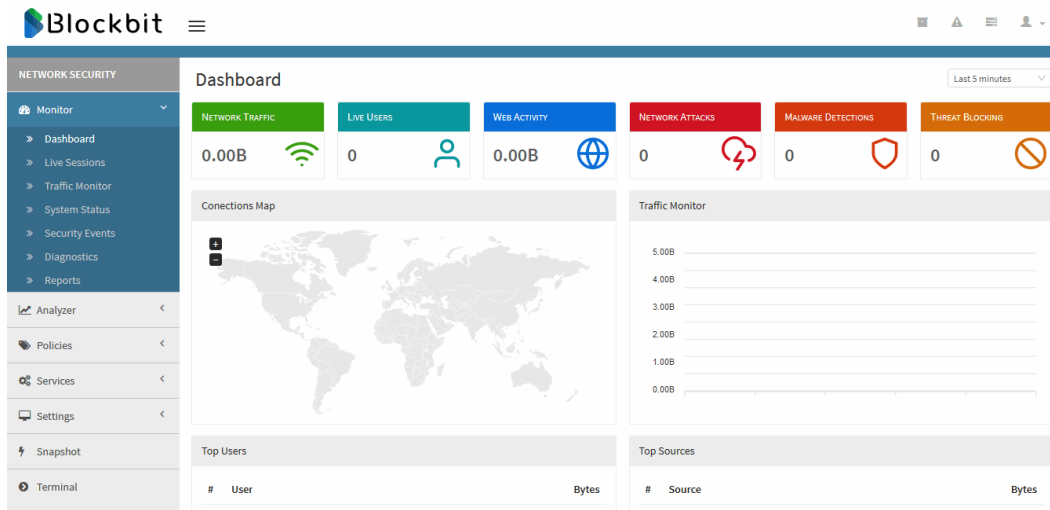 Blockbit
NETWORK SECURITY
Monitor
Dashboard
Live Sessions
Traffic Monitor
System Status
Security Events
Diagnostics
Reports
Analyzer
Policies
Services
Settings
Snapshot
Terminal
Dashboard
Last 5 minutes
NETWORK TRAFFIC
0.00B
LIVE USERS
0
WEB ACTIVITY
0.00B
NETWORK ATTACKS
0
MALWARE DETECTIONS
0
THREAT BLOCKING
0
Conections Map
+
−
Traffic Monitor
5.00B
4.00B
3.00B
2.00B
1.00B
0.00B
Top Users
# User Bytes
Top Sources
# Source Bytes